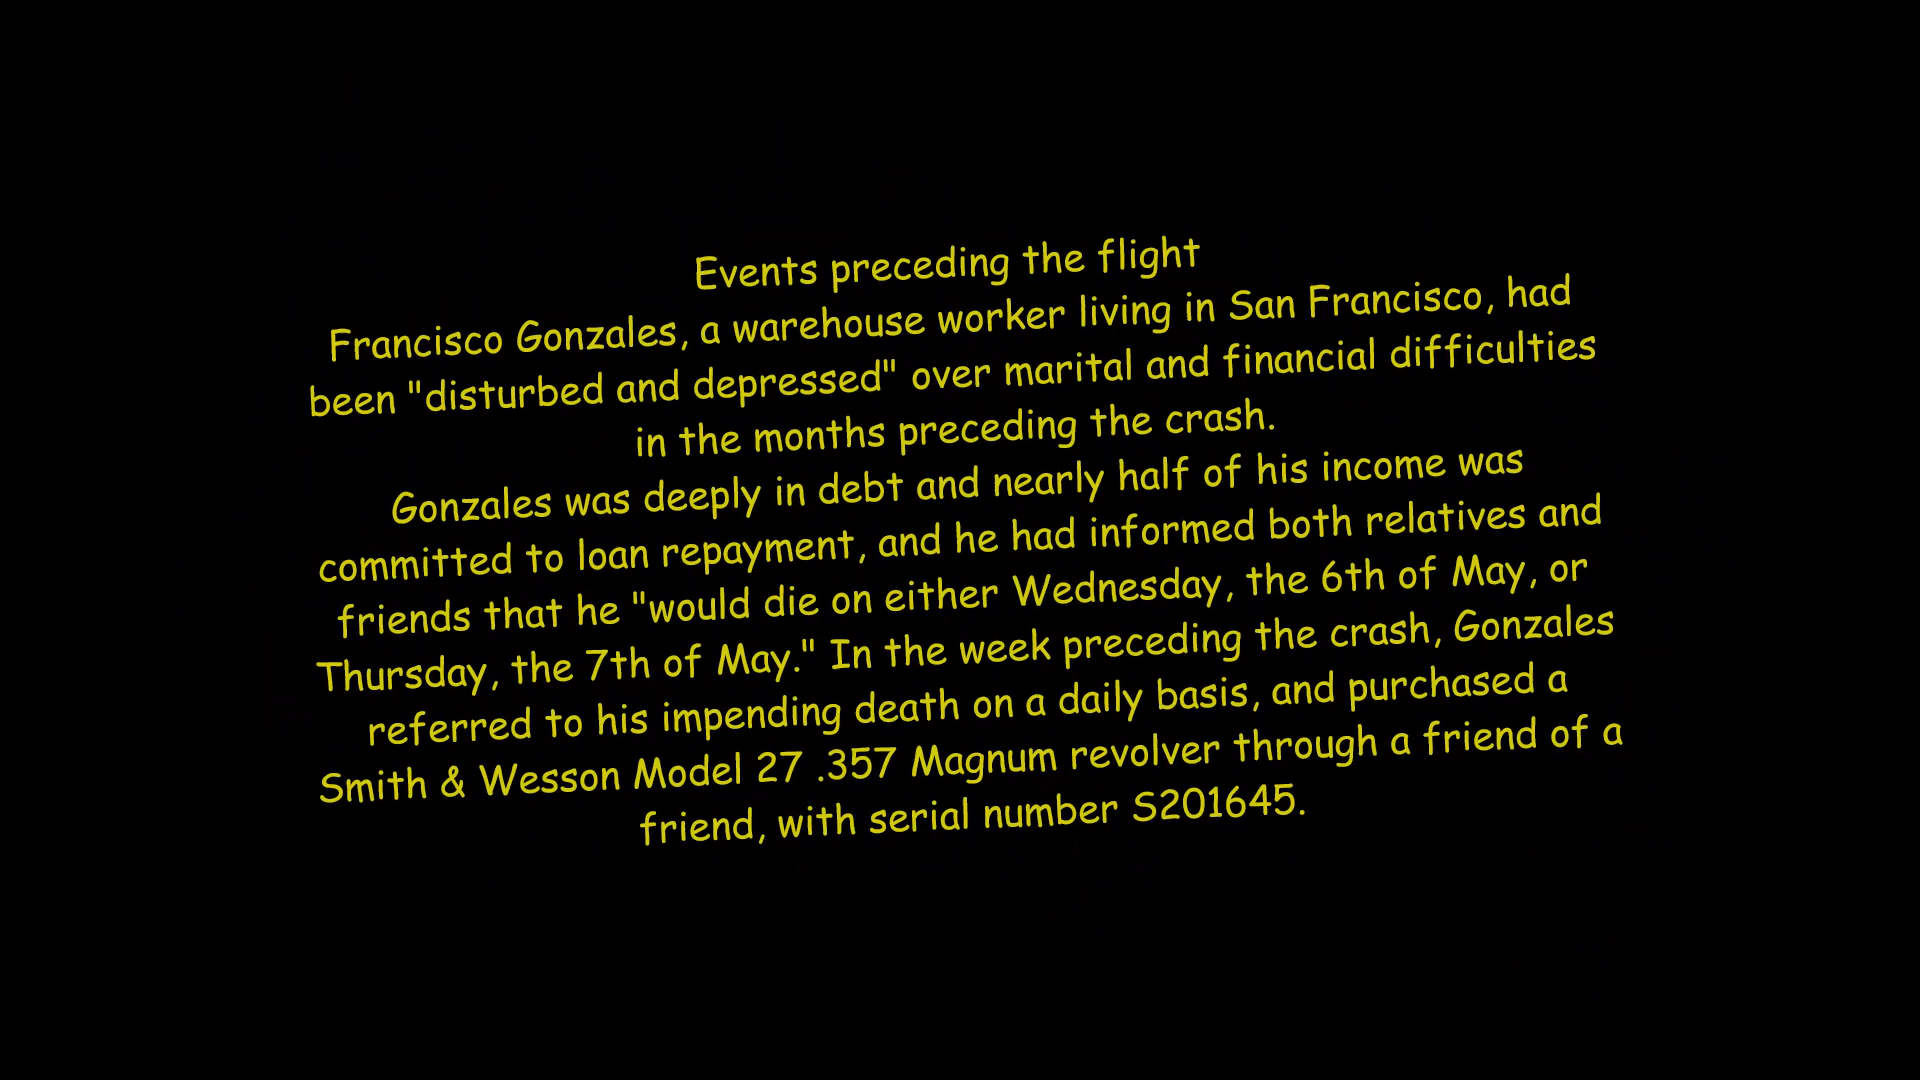 Events preceding the flight
Francisco Gonzales, a warehouse worker living in San Francisco, had
been "disturbed and depressed" over marital and financial difficulties
in the months preceding the crash.
Gonzales was deeply in debt and nearly half of his income was
committed to loan repayment, and he had informed both relatives and
friends that he "would die on either Wednesday, the 6th of May, or
Thursday, the 7th of May." In the week preceding the crash, Gonzales
referred to his impending death on a daily basis, and purchased a
Smith & Wesson Model 27 .357 Magnum revolver through a friend of a
friend, with serial number S201645.